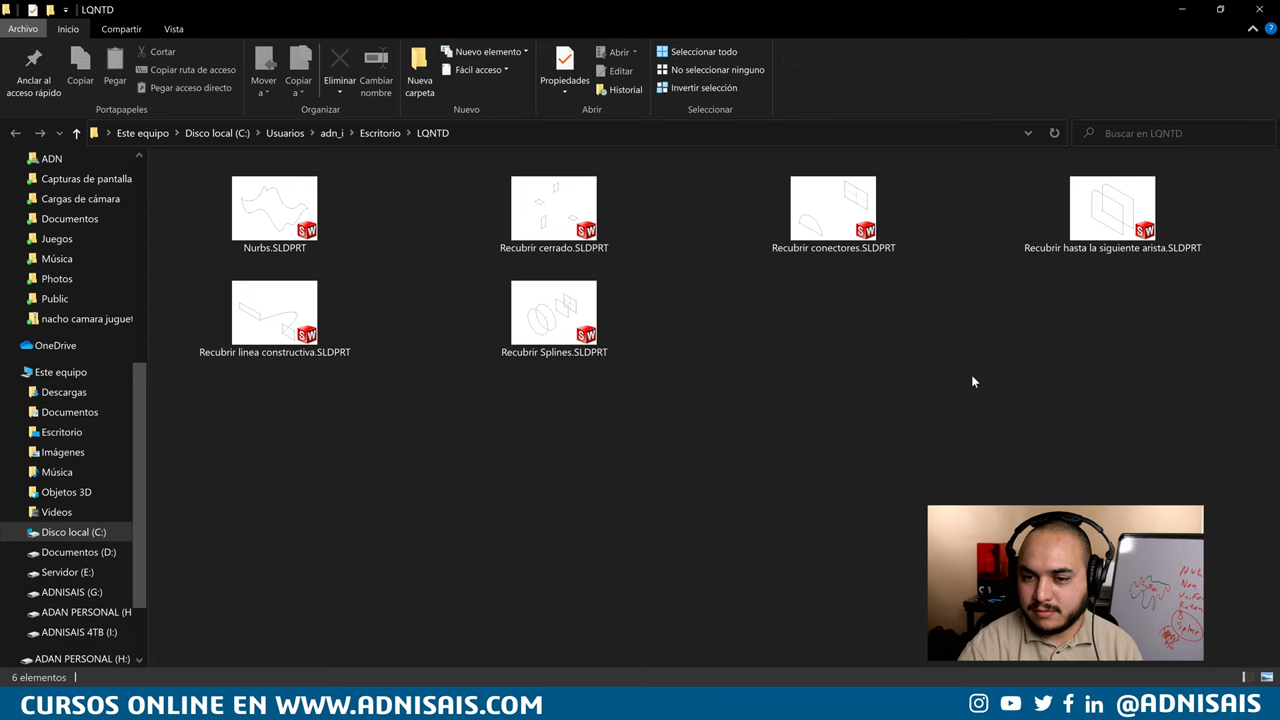 LQNTD
Archivo
Inicio
Compartir
Vista
Anclar al acceso rápido
Copiar
Pegar
Cortar
Copiar ruta de acceso
Pegar acceso directo
Portapapeles
Mover a
Copiar a
Eliminar
Cambiar nombre
Organizar
Nueva carpeta
Nuevo elemento
Fácil acceso
Nuevo
Propiedades
Abrir
Editar
Historial
Abrir
Seleccionar todo
No seleccionar ninguno
Invertir selección
Seleccionar
Este equipo > Disco local (C:) > Usuarios > adn_i > Escritorio > LQNTD
Buscar en LQNTD
ADN
Capturas de pantalla
Cargas de cámara
Documentos
Juegos
Música
Photos
Public
nacho camara juguet
OneDrive
Este equipo
Descargas
Documentos
Escritorio
Imágenes
Música
Objetos 3D
Videos
Disco local (C:)
Documentos (D:)
Servidor (E:)
ADNISAIS (G:)
ADAN PERSONAL (H
ADNISAIS 4TB (I:)
ADAN PERSONAL (H:)
Nurbs.SLDPRT
Recubrir cerrado.SLDPRT
Recubrir conectores.SLDPRT
Recubrir hasta la siguiente arista.SLDPRT
Recubrir linea constructiva.SLDPRT
Recubrir Splines.SLDPRT
6 elementos
CURSOS ONLINE EN WWW.ADNISAIS.COM
@ADNISAIS